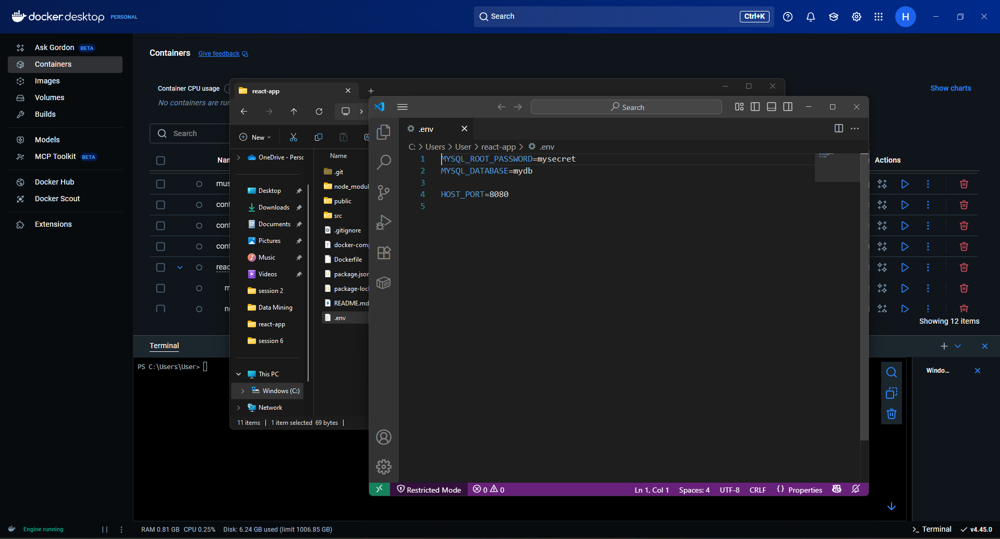 docker.desktop PERSONAL
Search Ctrl+K
H
Ask Gordon BETA
Containers
Images
Volumes
Builds
Models
MCP Toolkit BETA
Docker Hub
Docker Scout
Extensions
Containers Give feedback
Container CPU usage
No containers are run
Show charts
Search
Nan
Actions
mus
cont
cont
cont
reac
m
Showing 12 items
react-app
New
Name
OneDrive - Perso
Desktop
Downloads
Documents
Pictures
Music
Videos
session 2
Data Mining
react-app
session 6
This PC
Windows (C:)
Network
.git
node_modul
public
src
.gitignore
docker-comp
Dockerfile
package.json
package-loc
README.md
.env
11 items 1 item selected 69 bytes
Search
.env
C: > Users > User > react-app > .env
1 MYSQL_ROOT_PASSWORD=mysecret
2 MYSQL_DATABASE=mydb
3
4 HOST_PORT=8080
5
Restricted Mode 0 0 Ln 1, Col 1 Spaces: 4 UTF-8 CRLF {} Properties
Terminal
PS C:\Users\User>
Windo...
Engine running
RAM 0.81 GB CPU 0.25% Disk: 6.24 GB used (limit 1006.85 GB)
>_ Terminal v4.45.0